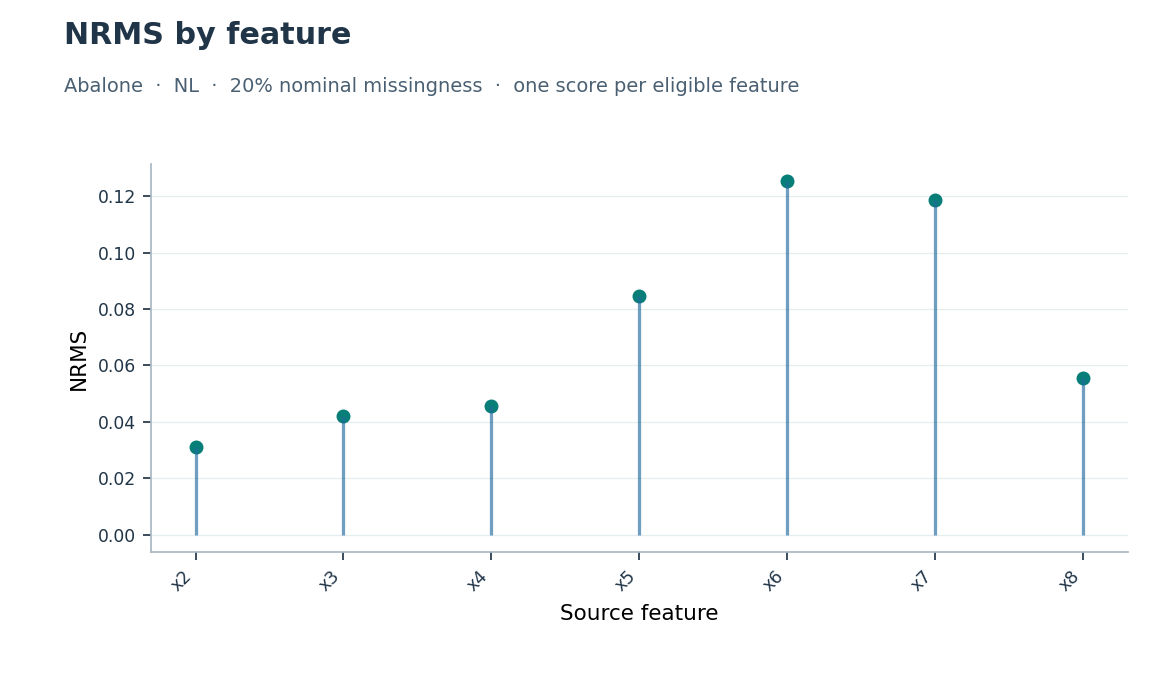 NRMS by feature
Abalone · NL · 20% nominal missingness · one score per eligible feature
0.12
0.10
0.08
0.06
0.04
0.02
0.00
NRMS
x2 x3 x4 x5 x6 x7 x8
Source feature